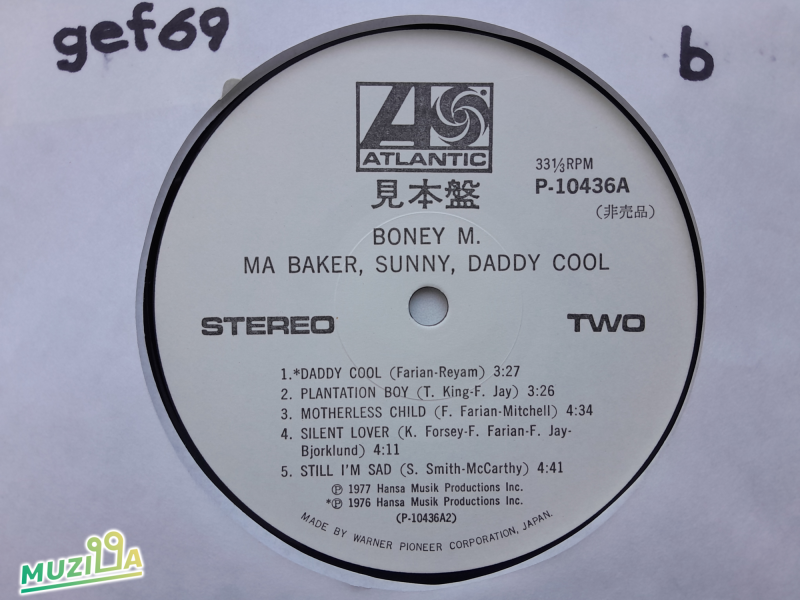 gef69
b
ATLANTIC
33⅓RPM
P-10436A
見本盤
(非売品)
BONEY M.
MA BAKER, SUNNY, DADDY COOL
STEREO
TWO
1.*DADDY COOL (Farian-Reyam) 3:27
2. PLANTATION BOY (T. King-F. Jay) 3:26
3. MOTHERLESS CHILD (F. Farian-Mitchell) 4:34
4. SILENT LOVER (K. Forsey-F. Farian-F. Jay-
Bjorklund) 4:11
5. STILL I'M SAD (S. Smith-McCarthy) 4:41
Ⓟ 1977 Hansa Musik Productions Inc.
*Ⓟ 1976 Hansa Musik Productions Inc.
(P-10436A2)
MADE BY WARNER PIONEER CORPORATION, JAPAN.
MUZI99A